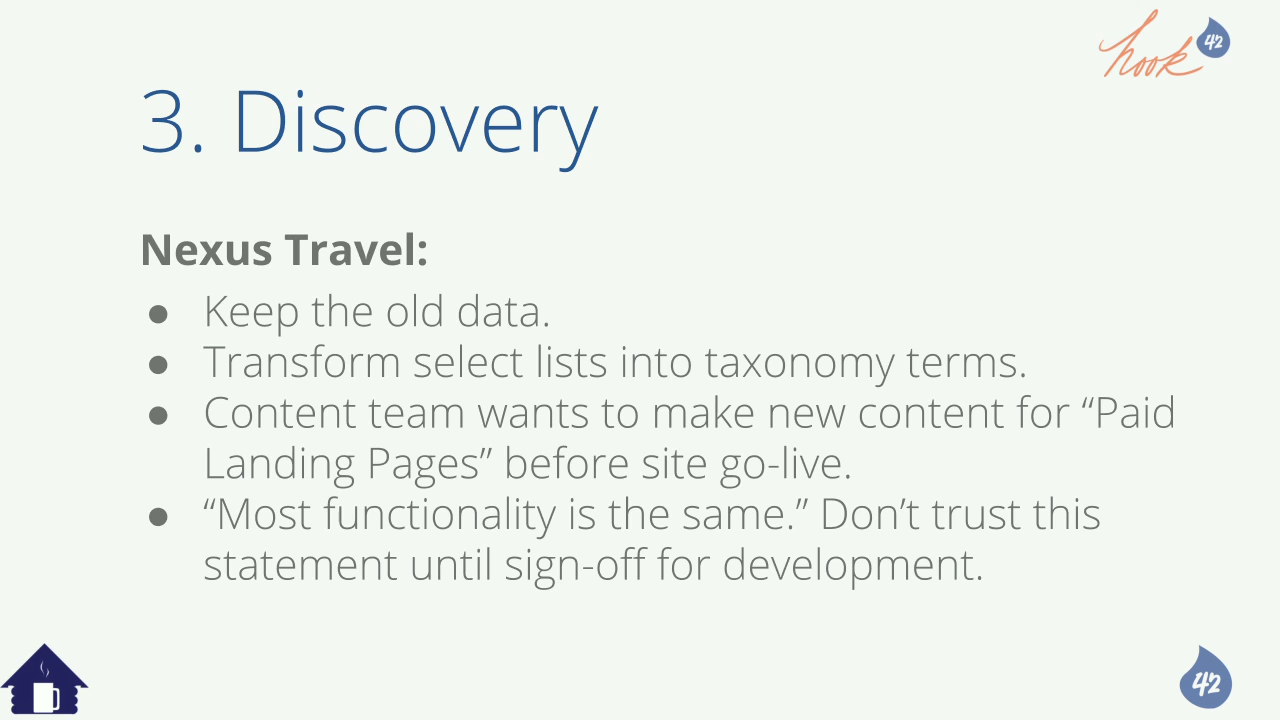 hook 42
3. Discovery
Nexus Travel:
● Keep the old data.
● Transform select lists into taxonomy terms.
● Content team wants to make new content for “Paid
Landing Pages” before site go-live.
● “Most functionality is the same.” Don’t trust this
statement until sign-off for development.
42